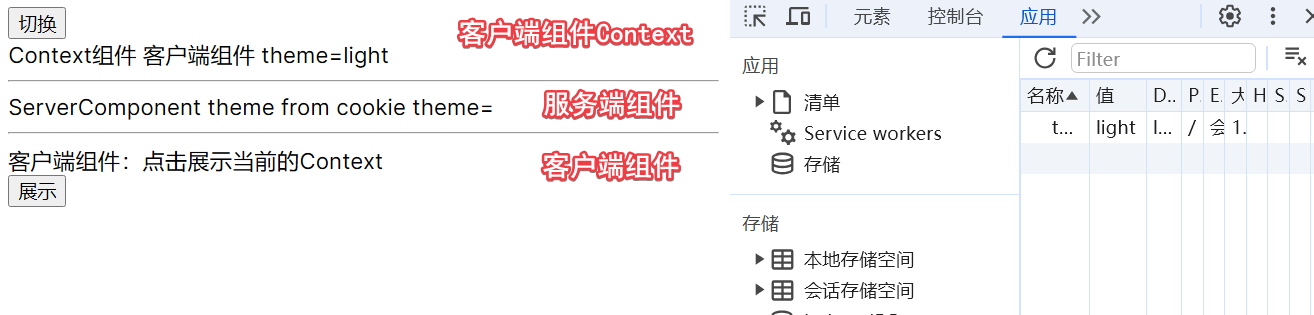 切换
客户端组件Context
Context组件 客户端组件 theme=light
ServerComponent theme from cookie theme=
服务端组件
客户端组件：点击展示当前的Context
客户端组件
展示
元素 控制台 应用
应用
清单
Service workers
存储
存储
本地存储空间
会话存储空间
Filter
名称 值 D... P. E. 大 H S. S
t... light l... / 会 1.